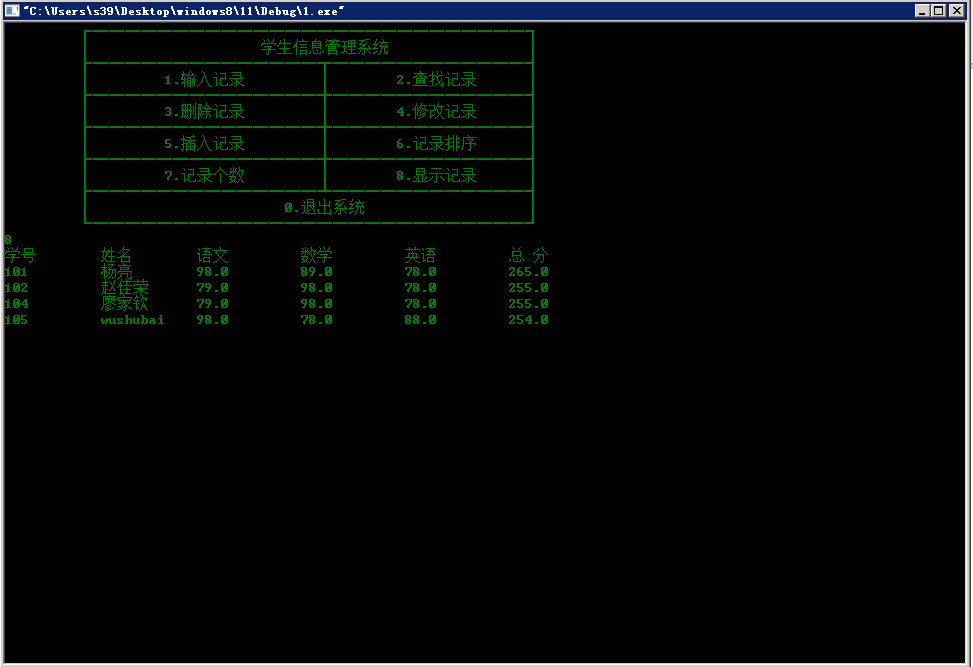 "C:\Users\s39\Desktop\windows8\11\Debug\1.exe"
学生信息管理系统
1.输入记录 2.查找记录
3.删除记录 4.修改记录
5.插入记录 6.记录排序
7.记录个数 8.显示记录
0.退出系统
8
学号 姓名 语文 数学 英语 总 分
101 杨亮 98.0 89.0 78.0 265.0
102 赵佳荣 79.0 98.0 78.0 255.0
104 廖家钦 79.0 98.0 78.0 255.0
105 wushubai 98.0 78.0 88.0 254.0